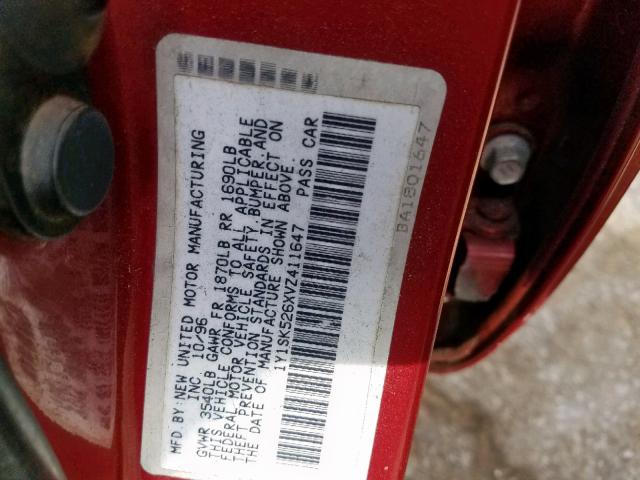 MFD BY NEW UNITED MOTOR MANUFACTURING
INC 10/96
GVWR 3540LB GAWR FR 1870LB RR 1690LB
THIS VEHICLE CONFORMS TO ALL APPLICABLE
FEDERAL MOTOR VEHICLE SAFETY, BUMPER, AND
THEFT PREVENTION STANDARDS IN EFFECT ON
THE DATE OF MANUFACTURE SHOWN ABOVE.
1Y1SK526XVZ411647 PASS CAR
BA1801647